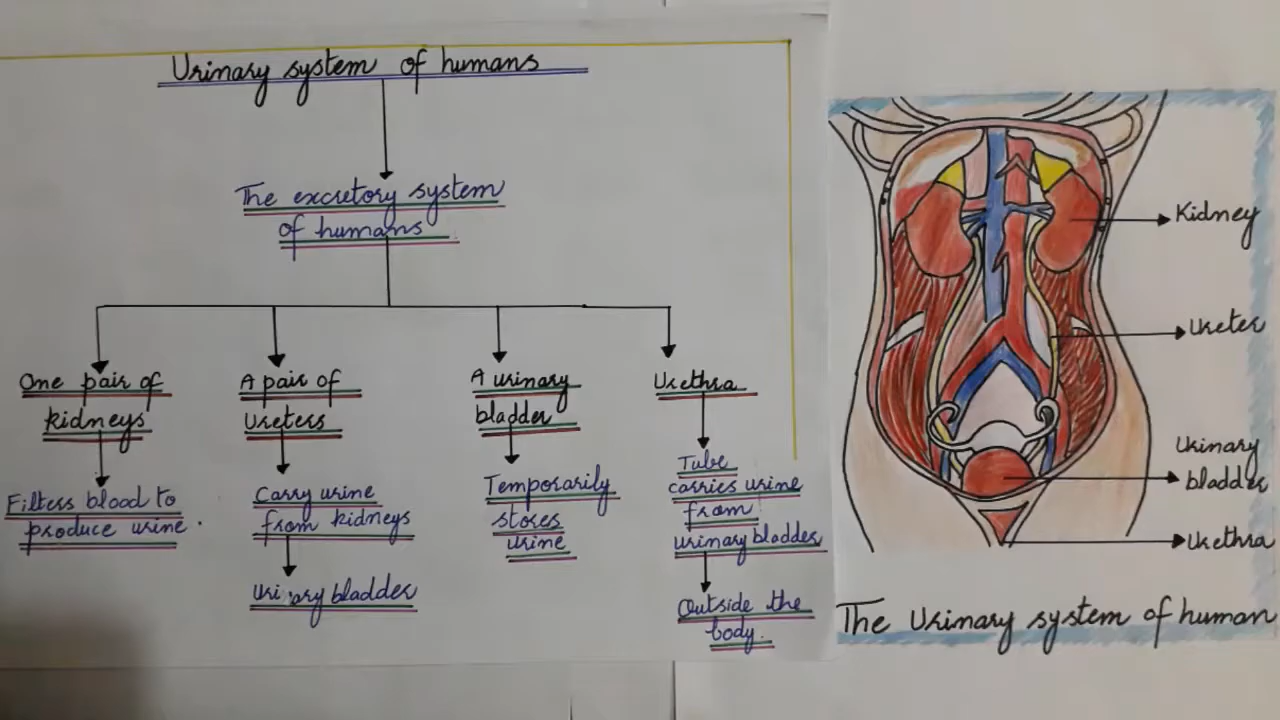 Urinary system of humans
The excretory system
of humans
One pair of
kidneys
Filters blood to
produce urine.
A pair of
Ureters
Carry urine
from kidneys
Urinary bladder
A urinary
bladder
Temporarily
stores
urine
Urethra
Tube
carries urine
from
urinary bladder
Outside the
body.
Kidney
Ureter
Urinary
bladder
Urethra
The Urinary system of human